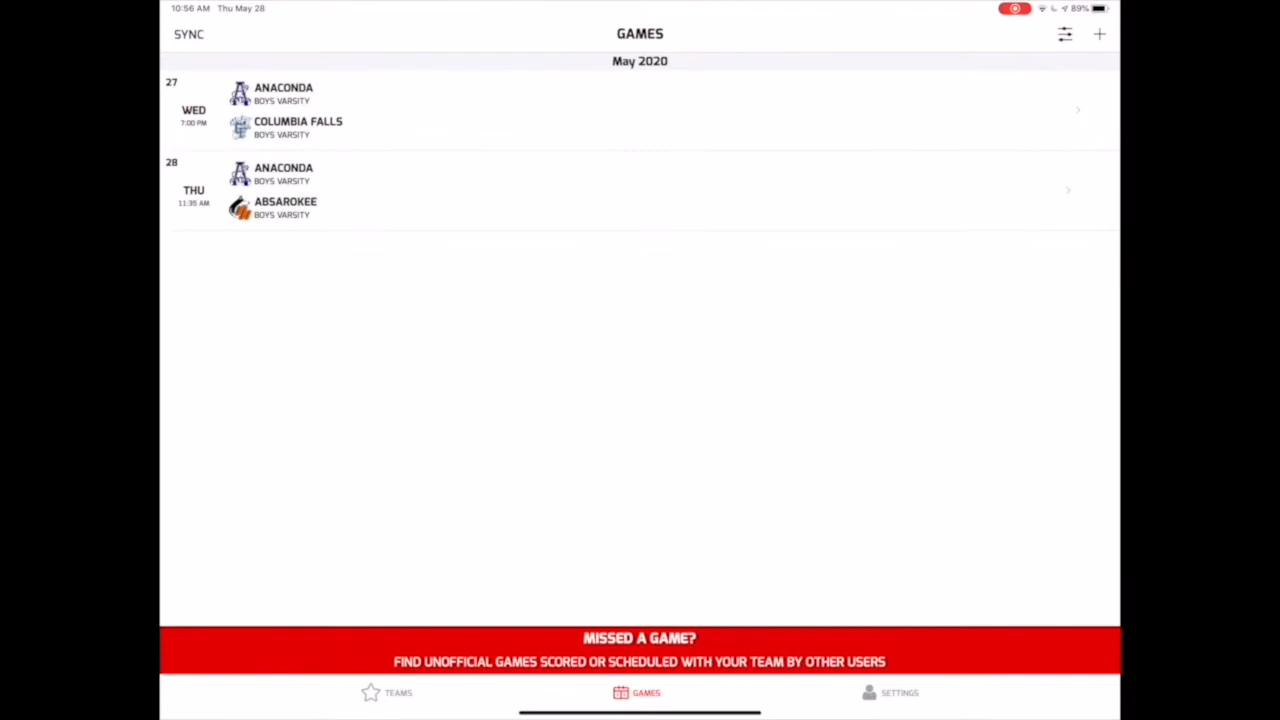 10:56 AM Thu May 28
89%
SYNC
GAMES
May 2020
27
WED
7:00 PM
ANACONDA
BOYS VARSITY
COLUMBIA FALLS
BOYS VARSITY
28
THU
11:35 AM
ANACONDA
BOYS VARSITY
ABSAROKEE
BOYS VARSITY
MISSED A GAME?
FIND UNOFFICIAL GAMES SCORED OR SCHEDULED WITH YOUR TEAM BY OTHER USERS
TEAMS
GAMES
SETTINGS